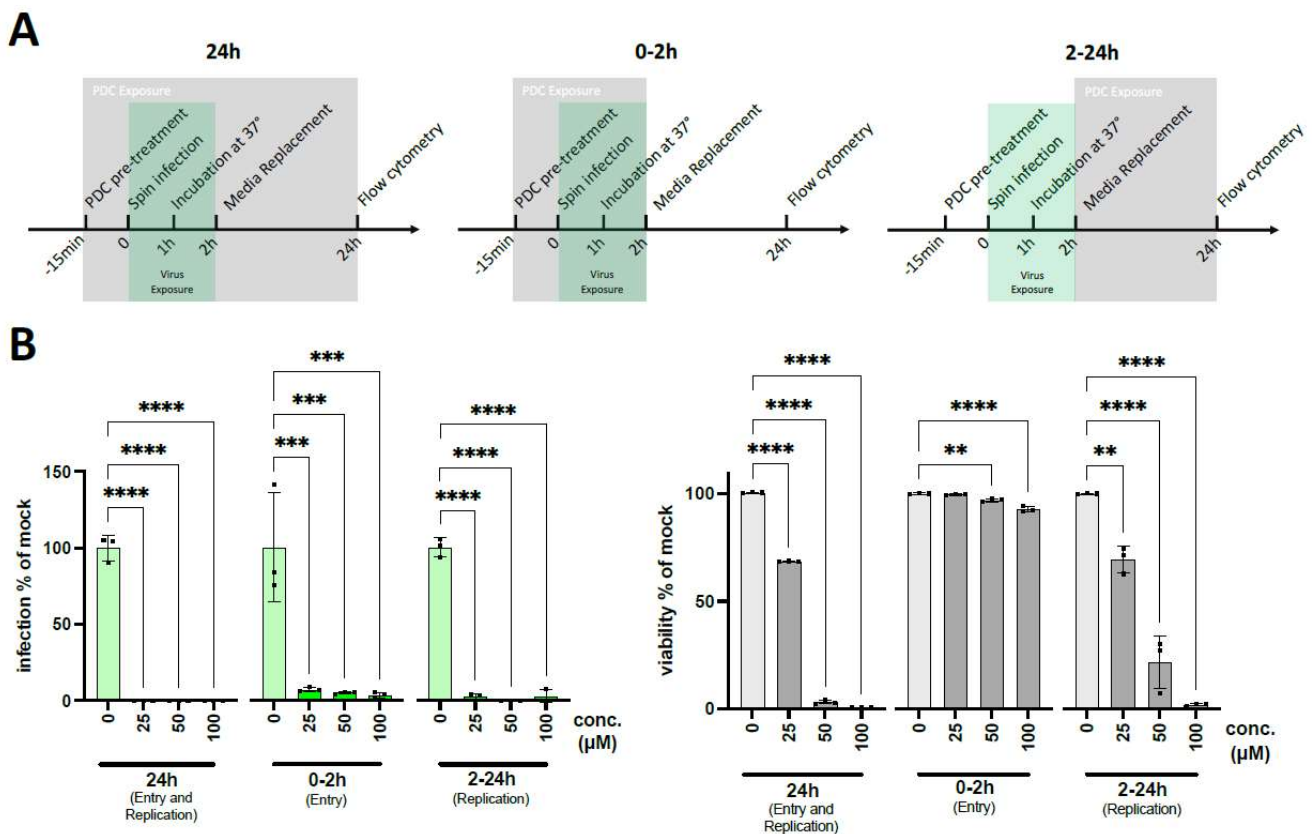 A
24h
PDC Exposure
PDC pre-treatment
Spin infection
Incubation at 37°
Media Replacement
Flow cytometry
-15min
0
1h
2h
24h
Virus
Exposure
0-2h
PDC Exposure
PDC pre-treatment
Spin infection
Incubation at 37°
Media Replacement
Flow cytometry
-15min
0
1h
2h
24h
Virus
Exposure
2-24h
PDC Exposure
PDC pre-treatment
Spin infection
Incubation at 37°
Media Replacement
Flow cytometry
-15min
0
1h
2h
24h
Virus
Exposure
B
infection % of mock
150
100
50
0
****
****
****
***
***
***
****
****
****
0 25 50 100
0 25 50 100
0 25 50 100
conc.
(µM)
24h
(Entry and
Replication)
0-2h
(Entry)
2-24h
(Replication)
viability % of mock
100
50
0
****
****
****
****
**
****
****
**
0 25 50 100
0 25 50 100
0 25 50 100
conc.
(µM)
24h
(Entry and
Replication)
0-2h
(Entry)
2-24h
(Replication)